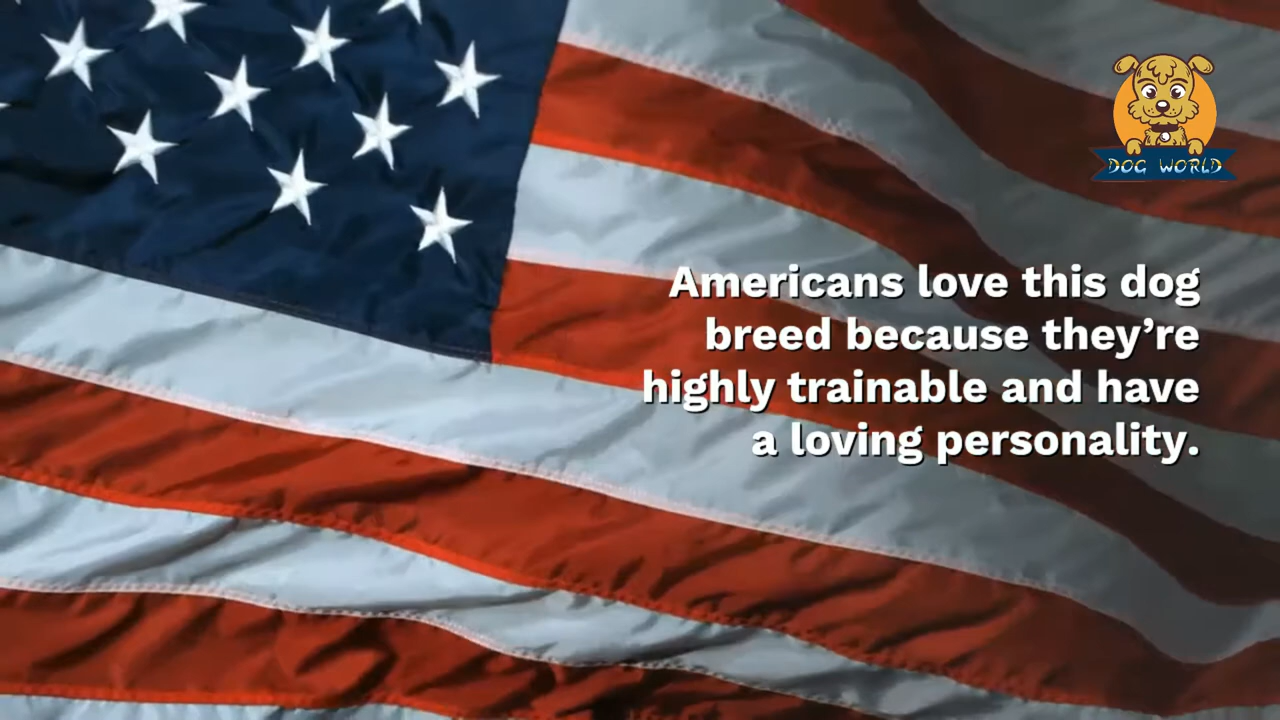 DOG WORLD
Americans love this dog
breed because they’re
highly trainable and have
a loving personality.